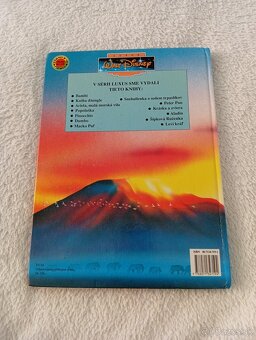 WALT DISNEY
V SÉRII LUXUS SME VYDALI
TIETO KNIHY:
Bambi
Kniha džunglí
Ariela, malá morská víla
Popoluška
Pinocchio
Dumbo
Macko Puf
Snehulienka a sedem trpaslíkov
Peter Pan
Kráska a zviera
Aladin
Šípková Ruženka
Leví kráľ